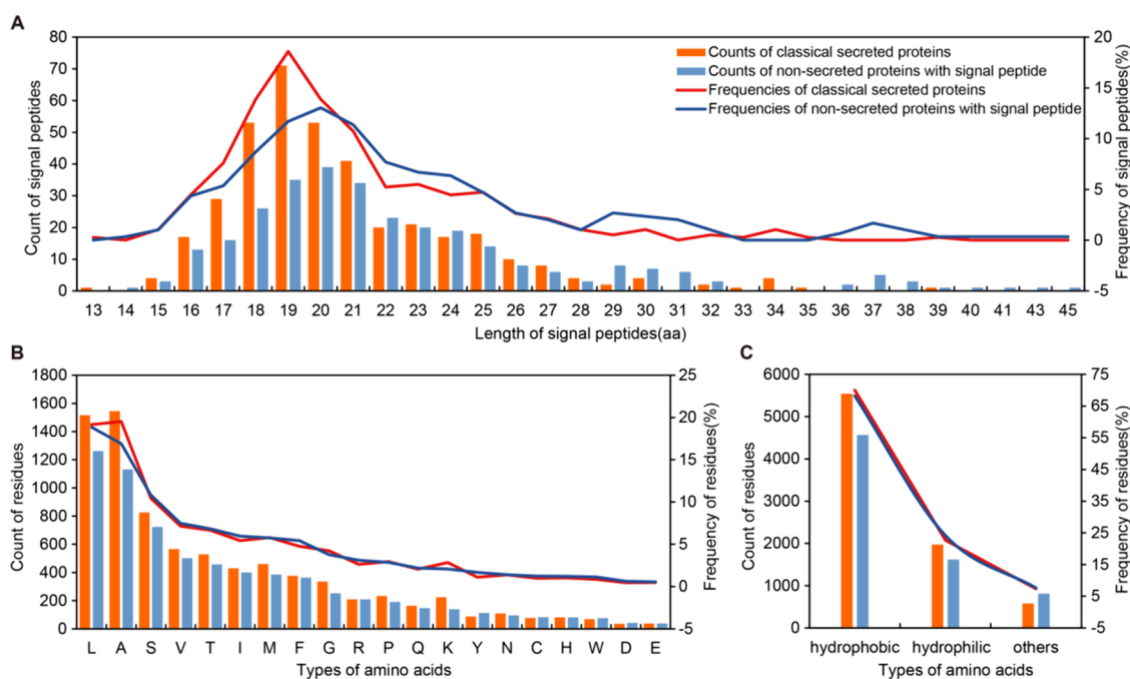 A
80
70
60
50
40
30
20
10
0
Count of signal peptides
20
15
10
5
0
-5
Frequency of signal peptides(%)
Counts of classical secreted proteins
Counts of non-secreted proteins with signal peptide
Frequencies of classical secreted proteins
Frequencies of non-secreted proteins with signal peptide
13 14 15 16 17 18 19 20 21 22 23 24 25 26 27 28 29 30 31 32 33 34 35 36 37 38 39 40 41 43 45
Length of signal peptides(aa)
B
1800
1600
1400
1200
1000
800
600
400
200
0
Count of residues
25
20
15
10
5
0
-5
Frequency of residues(%)
L A S V T I M F G R P Q K Y N C H W D E
Types of amino acids
C
6000
5000
4000
3000
2000
1000
0
Count of residues
75
65
55
45
35
25
15
5
-5
Frequency of residues(%)
hydrophobic hydrophilic others
Types of amino acids